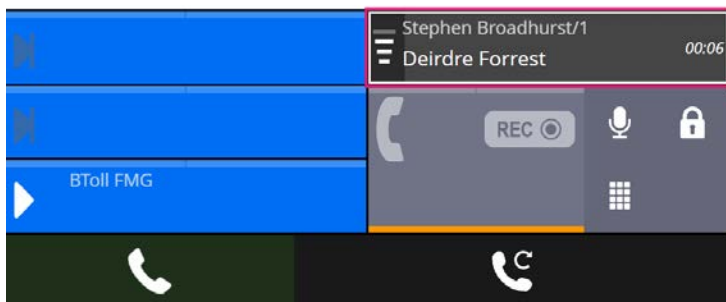 Stephen Broadhurst/1
Deirdre Forrest
00:06
REC
BToll FMG